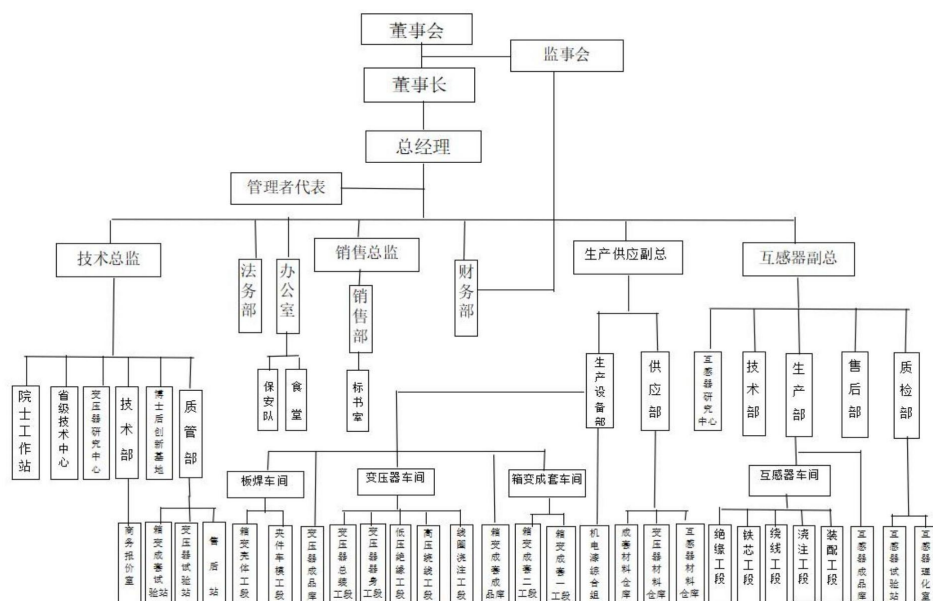 董事会
监事会
董事长
总经理
管理者代表
技术总监
法务部
办公室
销售总监
财务部
生产供应副总
互感器副总
销售部
院士工作站
省级技术中心
变压器研究中心
技术部
博士后创新基地
质管部
保安队
食堂
标书室
生产设备部
供应部
互感器研究中心
技术部
生产部
售后部
质检部
板焊车间
变压器车间
箱变成套车间
互感器车间
商务报价室
箱变成套试验站
变压器试验站
售后站
箱变壳体工段
夹件车模工段
变压器成品库
变压器总装工段
变压器器身工段
低压绝缘工段
高压绕线工段
线圈浇注工段
箱变成套成品库
箱变成套二工段
箱变成套一工段
机电漆综合组
成套材料仓库
变压器材料仓库
互感器材料仓库
绝缘工段
铁芯工段
绕线工段
浇注工段
装配工段
互感器成品库
互感器试验站
互感器理化室